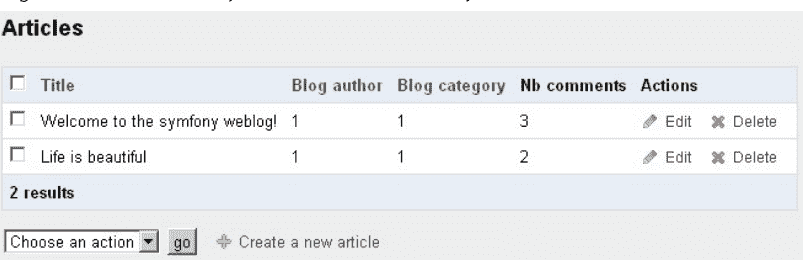 Articles
Title Blog author Blog category Nb comments Actions
Welcome to the symfony weblog! 1 1 3 Edit Delete
Life is beautiful 1 1 2 Edit Delete
2 results
Choose an action go Create a new article